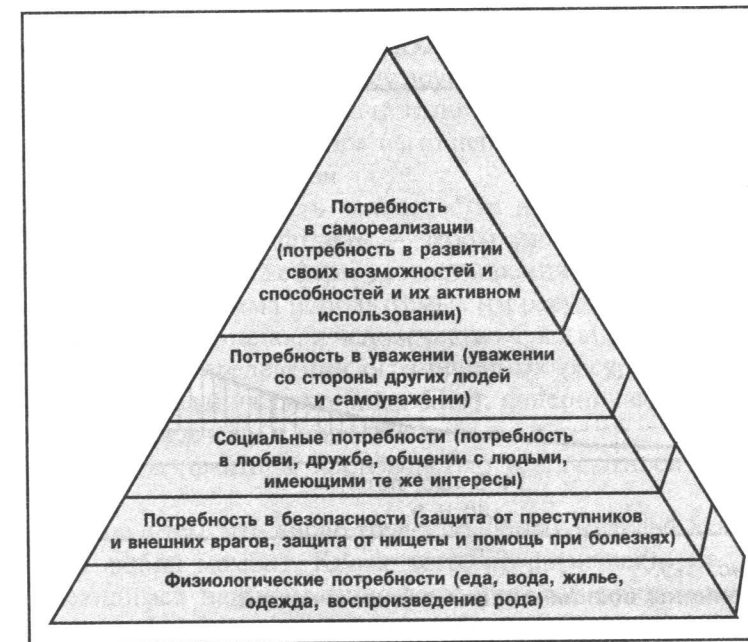 Потребность
в самореализации
(потребность в развитии
своих возможностей и
способностей и их активном
использовании)
Потребность в уважении (уважении
со стороны других людей
и самоуважении)
Социальные потребности (потребность
в любви, дружбе, общении с людьми,
имеющими те же интересы)
Потребность в безопасности (защита от преступников
и внешних врагов, защита от нищеты и помощь при болезнях)
Физиологические потребности (еда, вода, жилье,
одежда, воспроизведение рода)